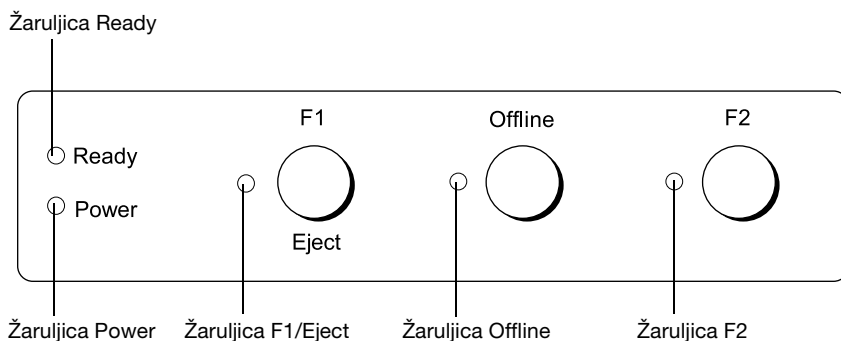 Žaruljica Ready
F1
Offline
F2
Ready
Power
Eject
Žaruljica Power
Žaruljica F1/Eject
Žaruljica Offline
Žaruljica F2